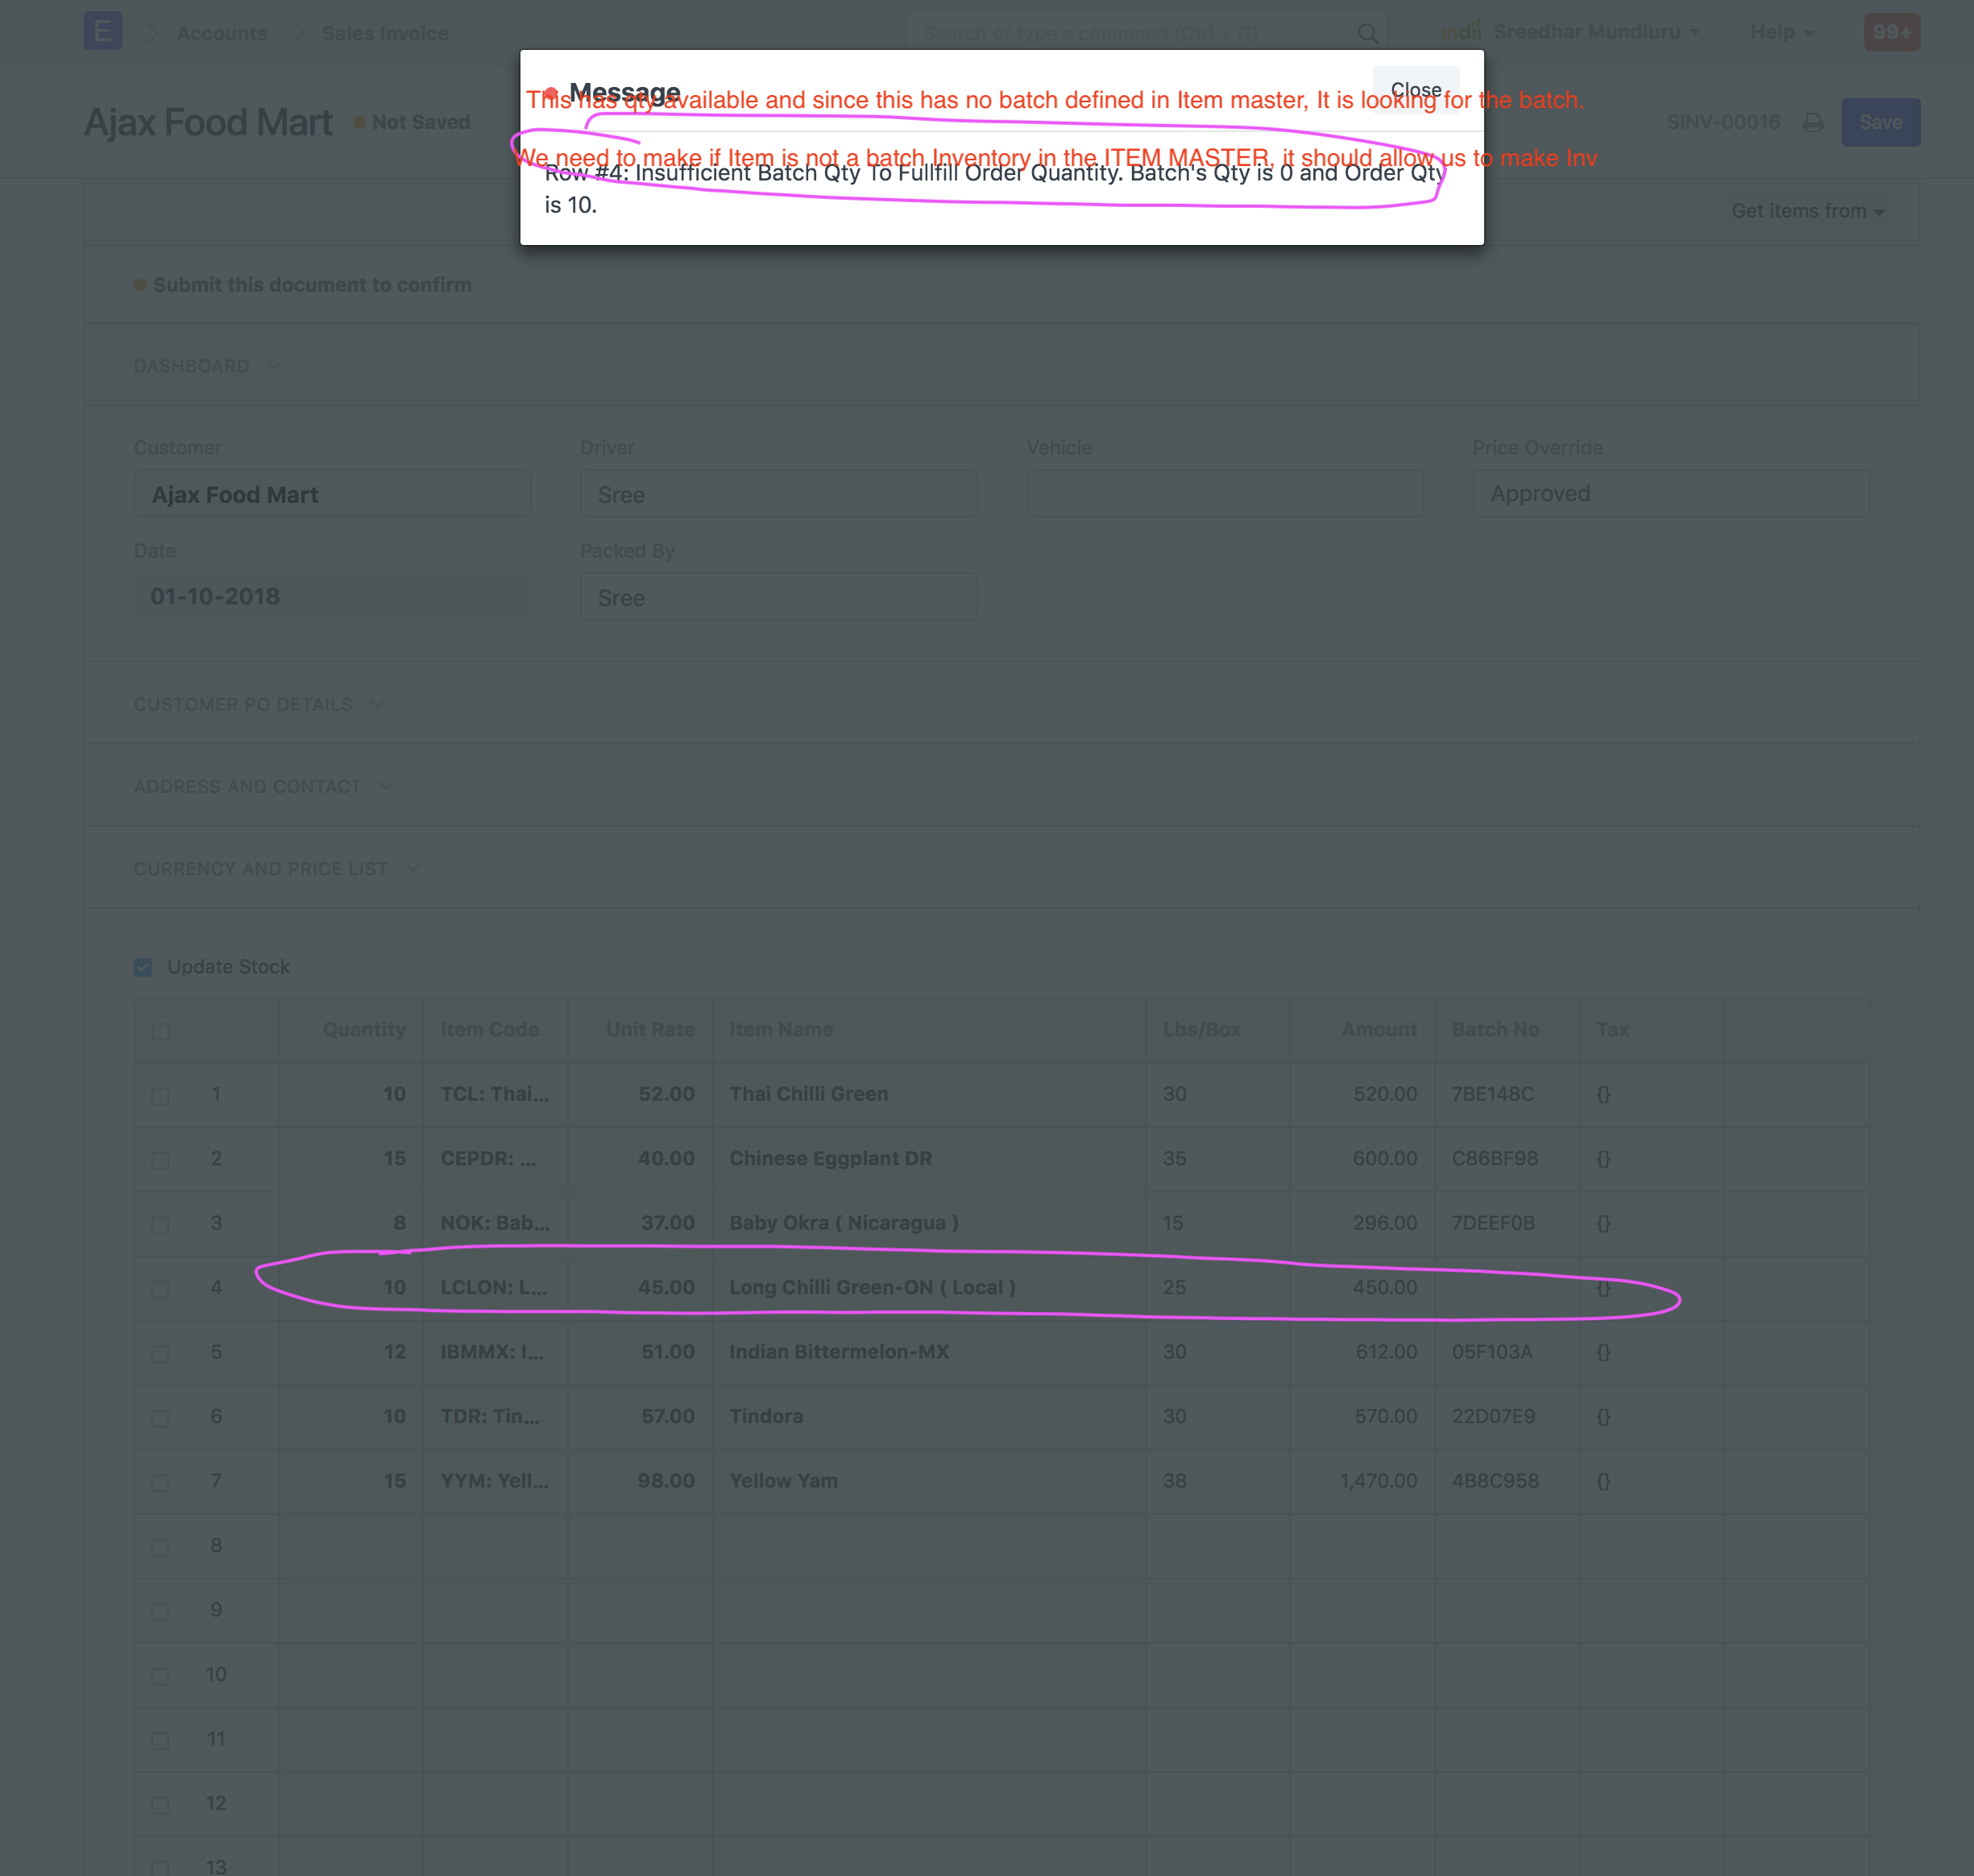 E Accounts Sales Invoice Search or type a command (Ctrl + G) indii Sreedhar Mundluru Help 99+
Ajax Food Mart Not Saved SINV-00016 Save
Message Close
This has qty available and since this has no batch defined in Item master, It is looking for the batch.
We need to make if Item is not a batch Inventory in the ITEM MASTER, it should allow us to make Inv
Row #4: Insufficient Batch Qty To Fullfill Order Quantity. Batch's Qty is 0 and Order Qty
is 10.
Get items from
Submit this document to confirm
DASHBOARD
Customer Driver Vehicle Price Override
Ajax Food Mart Sree Approved
Date Packed By
01-10-2018 Sree
CUSTOMER PO DETAILS
ADDRESS AND CONTACT
CURRENCY AND PRICE LIST
Update Stock
Quantity Item Code Unit Rate Item Name Lbs/Box Amount Batch No Tax
1 10 TCL: Thai... 52.00 Thai Chilli Green 30 520.00 7BE148C {}
2 15 CEPDR: ... 40.00 Chinese Eggplant DR 35 600.00 C86BF98 {}
3 8 NOK: Bab... 37.00 Baby Okra ( Nicaragua ) 15 296.00 7DEEF0B {}
4 10 LCLON: L... 45.00 Long Chilli Green-ON ( Local ) 25 450.00 {}
5 12 IBMMX: I... 51.00 Indian Bittermelon-MX 30 612.00 05F103A {}
6 10 TDR: Tin... 57.00 Tindora 30 570.00 22D07E9 {}
7 15 YYM: Yell... 98.00 Yellow Yam 38 1,470.00 4B8C958 {}
8
9
10
11
12
13